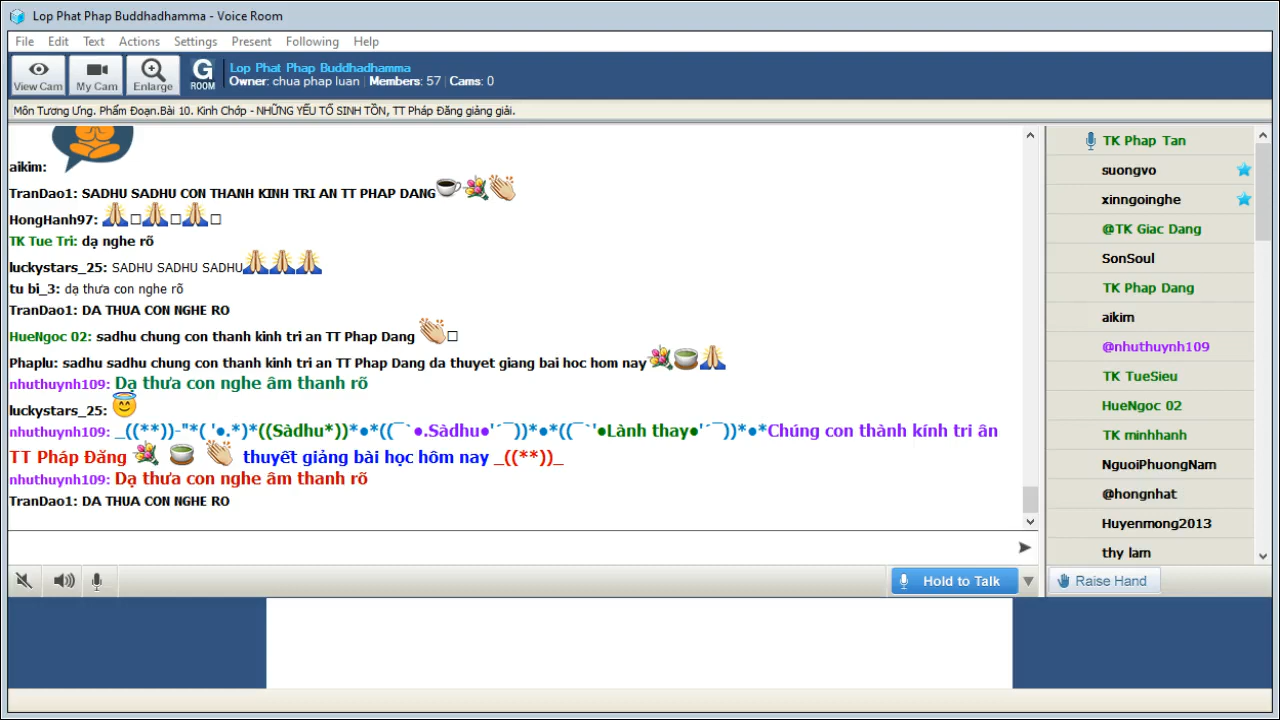 Lop Phat Phap Buddhadhamma - Voice Room
File Edit Text Actions Settings Present Following Help
View Cam My Cam Enlarge G ROOM
Lop Phat Phap Buddhadhamma
Owner: chua phap luan | Members: 57 | Cams: 0
Môn Tương Ưng. Phẩm Đoạn.Bài 10. Kinh Chớp - NHỮNG YẾU TỐ SINH TỒN, TT Pháp Đăng giảng giải.
aikim:
TranDao1: SADHU SADHU CON THANH KINH TRI AN TT PHAP DANG
HongHanh97: 🙏□🙏□🙏□
TK Tue Tri: dạ nghe rõ
luckystars_25: SADHU SADHU SADHU🙏🙏🙏
tu bi_3: dạ thưa con nghe rõ
TranDao1: DA THUA CON NGHE RO
HueNgoc 02: sadhu chung con thanh kinh tri an TT Phap Dang 👏□
Phaplu: sadhu sadhu chung con thanh kinh tri an TT Phap Dang da thuyet giang bai hoc hom nay
nhuthuynh109: Dạ thưa con nghe âm thanh rõ
luckystars_25: 😇
nhuthuynh109: _((**))-"*( '●.*)*((Sàdhu*))*●*((¯`●.Sàdhu●'´¯))*●*((¯`'●Lành thay●'´¯))*●*Chúng con thành kính tri ân
TT Pháp Đăng 💐 🍵 👏 thuyết giảng bài học hôm nay _((**))_
nhuthuynh109: Dạ thưa con nghe âm thanh rõ
TranDao1: DA THUA CON NGHE RO
Hold to Talk
TK Phap Tan
suongvo
xinngoinghe
@TK Giac Dang
SonSoul
TK Phap Dang
aikim
@nhuthuynh109
TK TueSieu
HueNgoc 02
TK minhhanh
NguoiPhuongNam
@hongnhat
Huyenmong2013
thy lam
Raise Hand